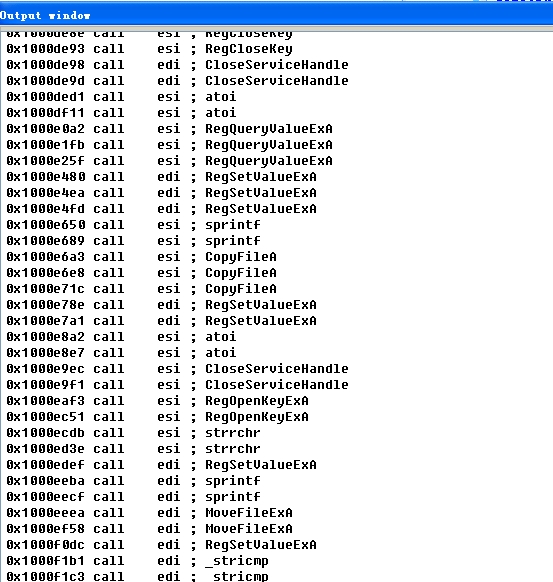 Output window
0x1000de8e call esi ; RegCloseKey
0x1000de93 call esi ; RegCloseKey
0x1000de98 call edi ; CloseServiceHandle
0x1000de9d call edi ; CloseServiceHandle
0x1000ded1 call esi ; atoi
0x1000df11 call esi ; atoi
0x1000e0a2 call esi ; RegQueryValueExA
0x1000e1fb call esi ; RegQueryValueExA
0x1000e25f call esi ; RegQueryValueExA
0x1000e480 call edi ; RegSetValueExA
0x1000e4ea call edi ; RegSetValueExA
0x1000e4fd call edi ; RegSetValueExA
0x1000e650 call esi ; sprintf
0x1000e689 call esi ; sprintf
0x1000e6a3 call esi ; CopyFileA
0x1000e6e8 call esi ; CopyFileA
0x1000e71c call esi ; CopyFileA
0x1000e78e call edi ; RegSetValueExA
0x1000e7a1 call edi ; RegSetValueExA
0x1000e8a2 call esi ; atoi
0x1000e8e7 call esi ; atoi
0x1000e9ec call esi ; CloseServiceHandle
0x1000e9f1 call esi ; CloseServiceHandle
0x1000eaf3 call esi ; RegOpenKeyExA
0x1000ec51 call esi ; RegOpenKeyExA
0x1000ecdb call esi ; strrchr
0x1000ed3e call esi ; strrchr
0x1000edef call edi ; RegSetValueExA
0x1000eeba call edi ; sprintf
0x1000eecf call edi ; sprintf
0x1000eeea call edi ; MoveFileExA
0x1000ef58 call edi ; MoveFileExA
0x1000f0dc call edi ; RegSetValueExA
0x1000f1b1 call edi ; _stricmp
0x1000f1c3 call edi ; _stricmp